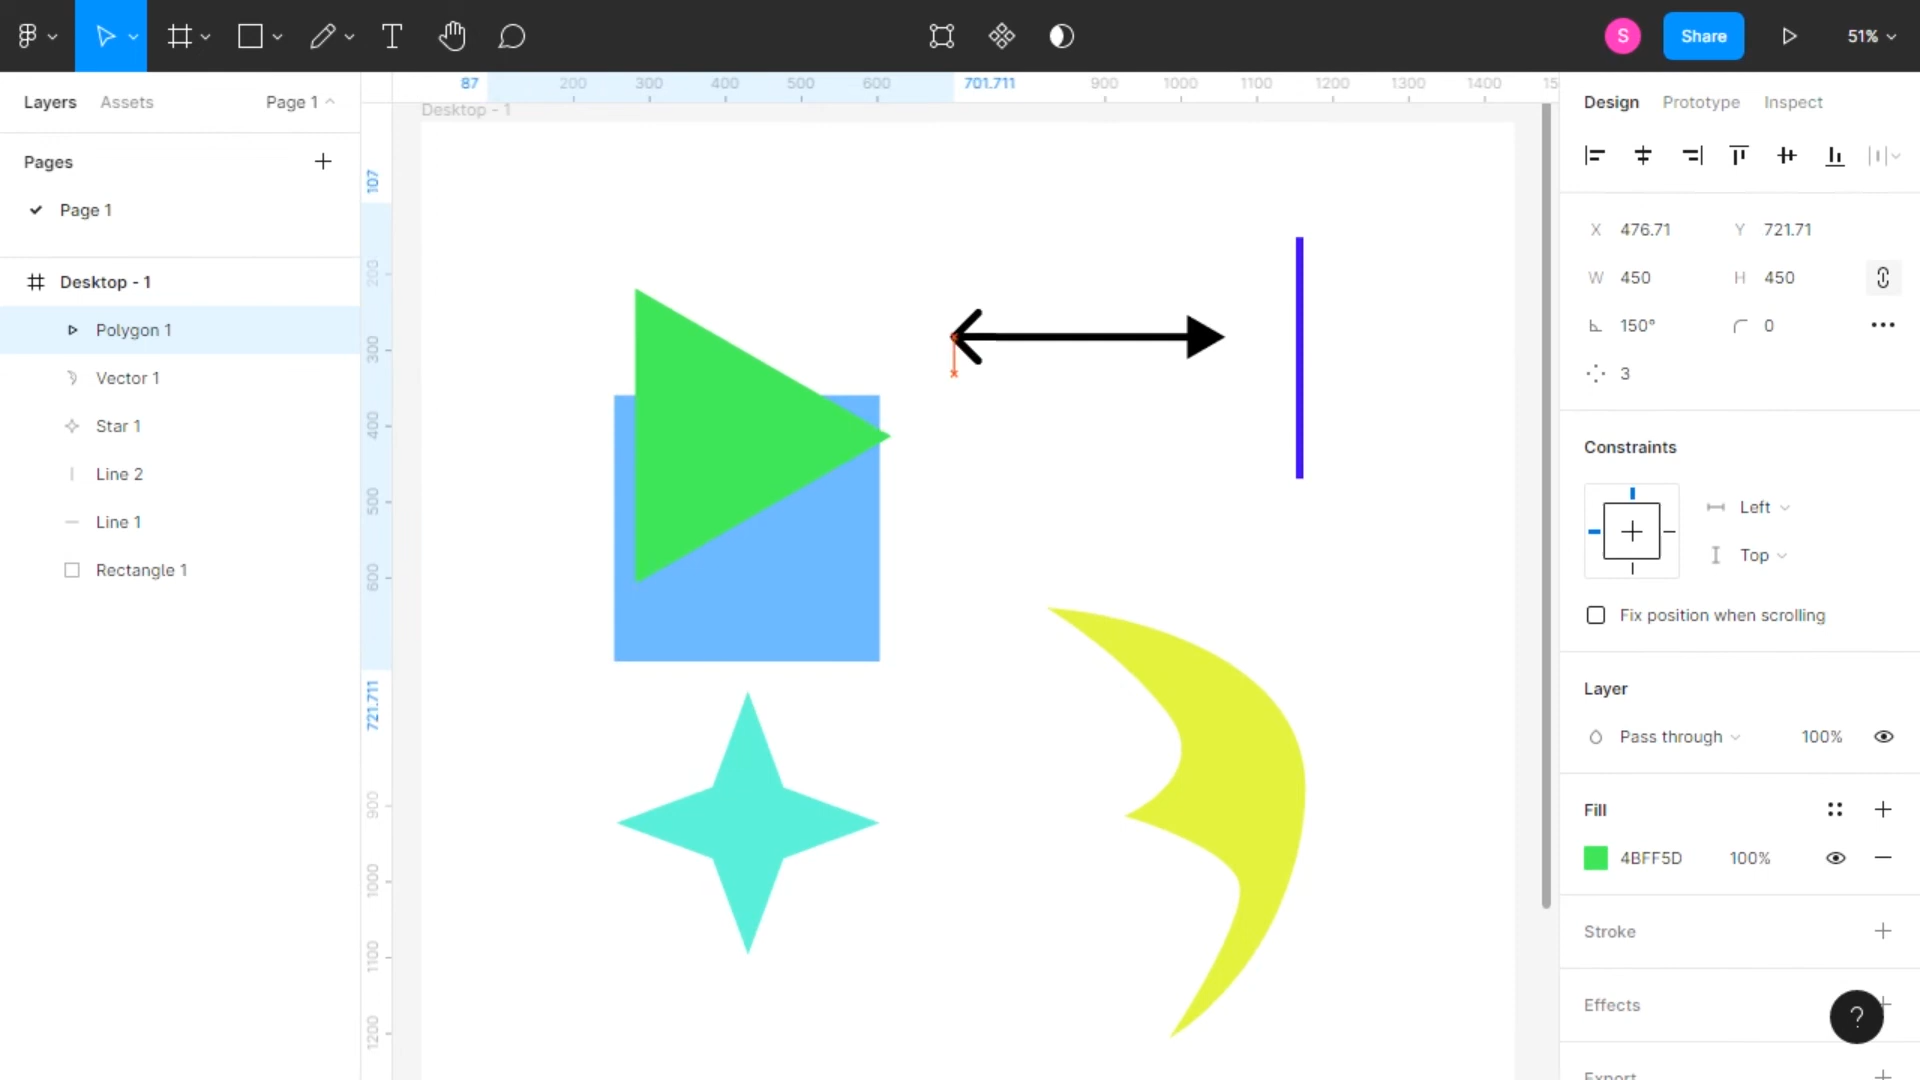 Share
51%
S
Layers
Assets
Page 1
87
200
300
400
500
600
701.711
900
1000
1100
1200
1300
1400
15
Desktop - 1
Design
Prototype
Inspect
Pages
Page 1
Desktop - 1
Polygon 1
Vector 1
Star 1
Line 2
Line 1
Rectangle 1
107
200
300
400
500
600
721.711
900
1000
1100
1200
X 476.71 Y 721.71
W 450 H 450
150° 0
3
Constraints
Left
Top
Fix position when scrolling
Layer
Pass through 100%
Fill
4BFF5D 100%
Stroke
Effects
?
Export